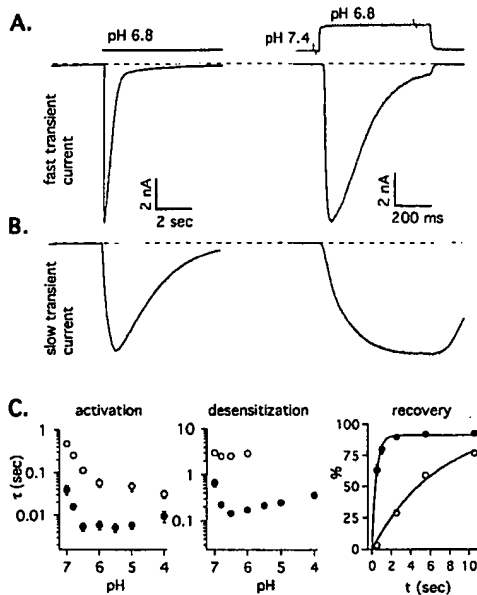 A.
pH 6.8
pH 7.4
pH 6.8
fast transient
current
2 nA
2 sec
2 nA
200 ms
B.
slow transient
current
C.
activation
desensitization
recovery
τ (sec)
1
0.1
0.01
7 6 5 4
pH
10
1
0.1
7 6 5 4
pH
%
100
75
50
25
0
0 2 4 6 8 10
t (sec)